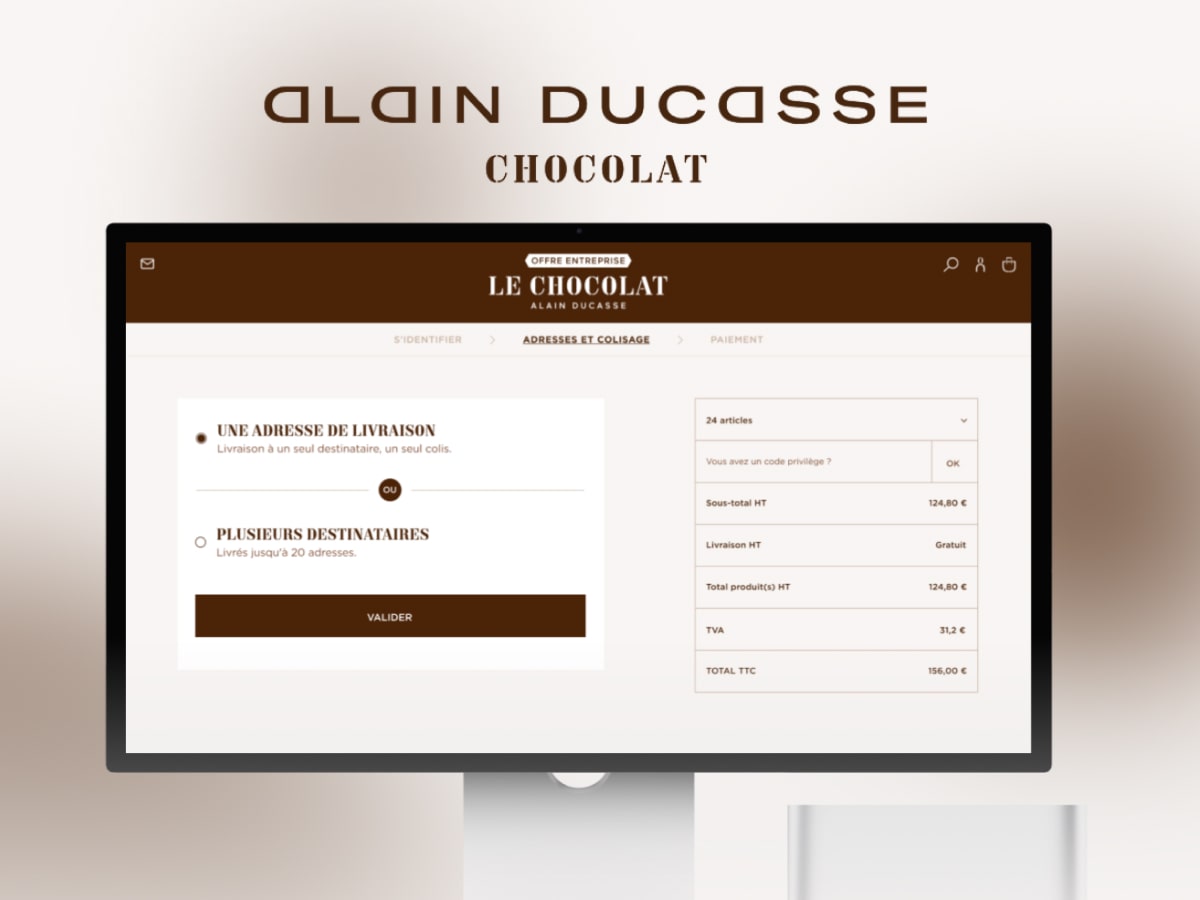 ALAIN DUCASSE
CHOCOLAT
OFFRE ENTREPRISE
LE CHOCOLAT
ALAIN DUCASSE
S'IDENTIFIER
ADRESSES ET COLISAGE
PAIEMENT
UNE ADRESSE DE LIVRAISON
Livraison à un seul destinataire, un seul colis.
OU
PLUSIEURS DESTINATAIRES
Livrés jusqu'à 20 adresses.
VALIDER
24 articles
Vous avez un code privilège ? OK
Sous-total HT 124,80 €
Livraison HT Gratuit
Total produit(s) HT 124,80 €
TVA 31,2 €
TOTAL TTC 156,00 €